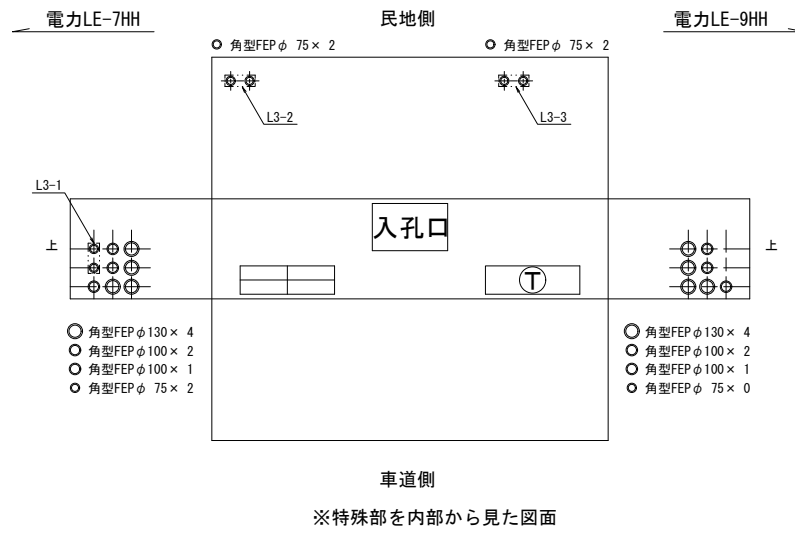 電力LE-7HH
民地側
電力LE-9HH
角型FEPφ 75× 2
角型FEPφ 75× 2
L3-2
L3-3
L3-1
入孔口
上
上
T
角型FEPφ130× 4
角型FEPφ100× 2
角型FEPφ100× 1
角型FEPφ 75× 2
角型FEPφ130× 4
角型FEPφ100× 2
角型FEPφ100× 1
角型FEPφ 75× 0
車道側
※特殊部を内部から見た図面